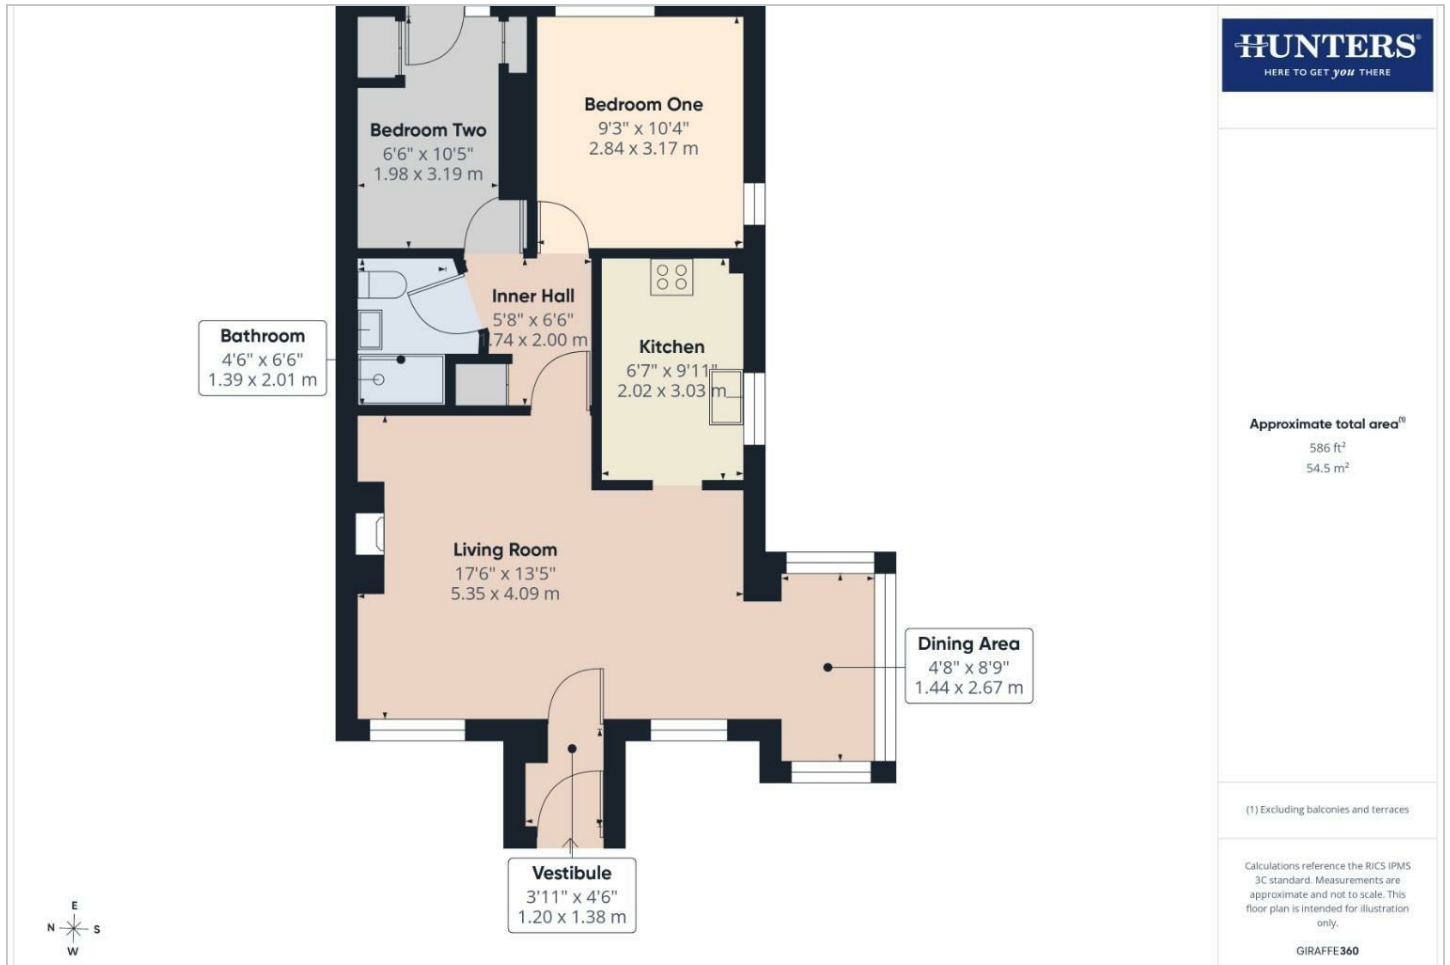 HUNTERS®
HERE TO GET you THERE
Bedroom One
9'3" x 10'4"
2.84 x 3.17 m
Bedroom Two
6'6" x 10'5"
1.98 x 3.19 m
Inner Hall
5'8" x 6'6"
1.74 x 2.00 m
Bathroom
4'6" x 6'6"
1.39 x 2.01 m
Kitchen
6'7" x 9'11"
2.02 x 3.03 m
Living Room
17'6" x 13'5"
5.35 x 4.09 m
Dining Area
4'8" x 8'9"
1.44 x 2.67 m
Vestibule
3'11" x 4'6"
1.20 x 1.38 m
E
N S
W
Approximate total area(1)
586 ft²
54.5 m²
(1) Excluding balconies and terraces
Calculations reference the RICS IPMS
3C standard. Measurements are
approximate and not to scale. This
floor plan is intended for illustration
only.
GIRAFFE360